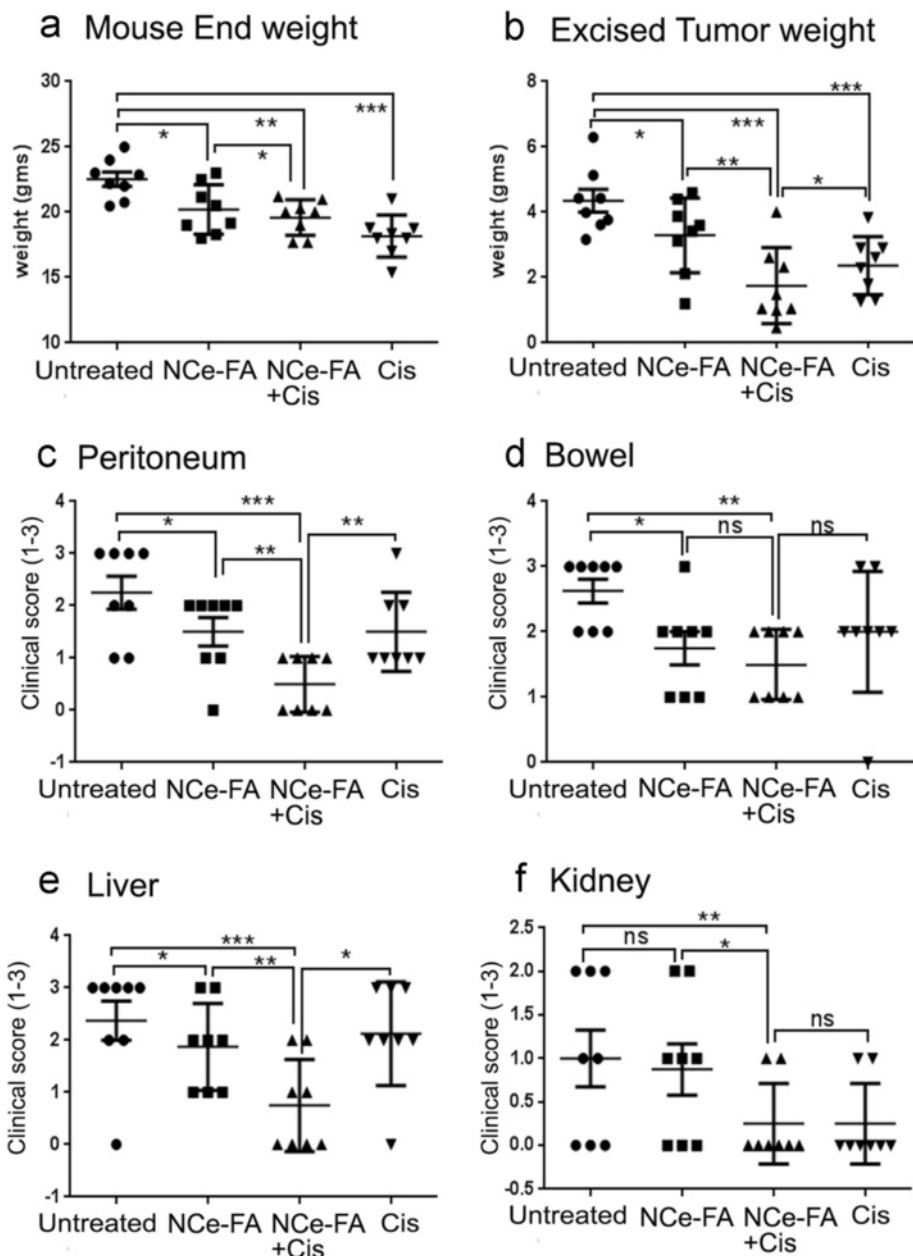 a Mouse End weight
weight (gms)
30
25
20
15
10
***
**
*
*
Untreated NCe-FA NCe-FA +Cis Cis
b Excised Tumor weight
weight (gms)
8
6
4
2
0
***
***
*
**
*
Untreated NCe-FA NCe-FA +Cis Cis
c Peritoneum
Clinical score (1-3)
4
3
2
1
0
-1
***
*
**
**
Untreated NCe-FA NCe-FA +Cis Cis
d Bowel
Clinical score (1-3)
4
3
2
1
0
**
*
ns
ns
Untreated NCe-FA NCe-FA +Cis Cis
e Liver
Clinical score (1-3)
4
3
2
1
0
-1
***
*
**
*
Untreated NCe-FA NCe-FA +Cis Cis
f Kidney
Clinical score (1-3)
2.5
2.0
1.5
1.0
0.5
0.0
-0.5
**
ns
*
ns
Untreated NCe-FA NCe-FA +Cis Cis